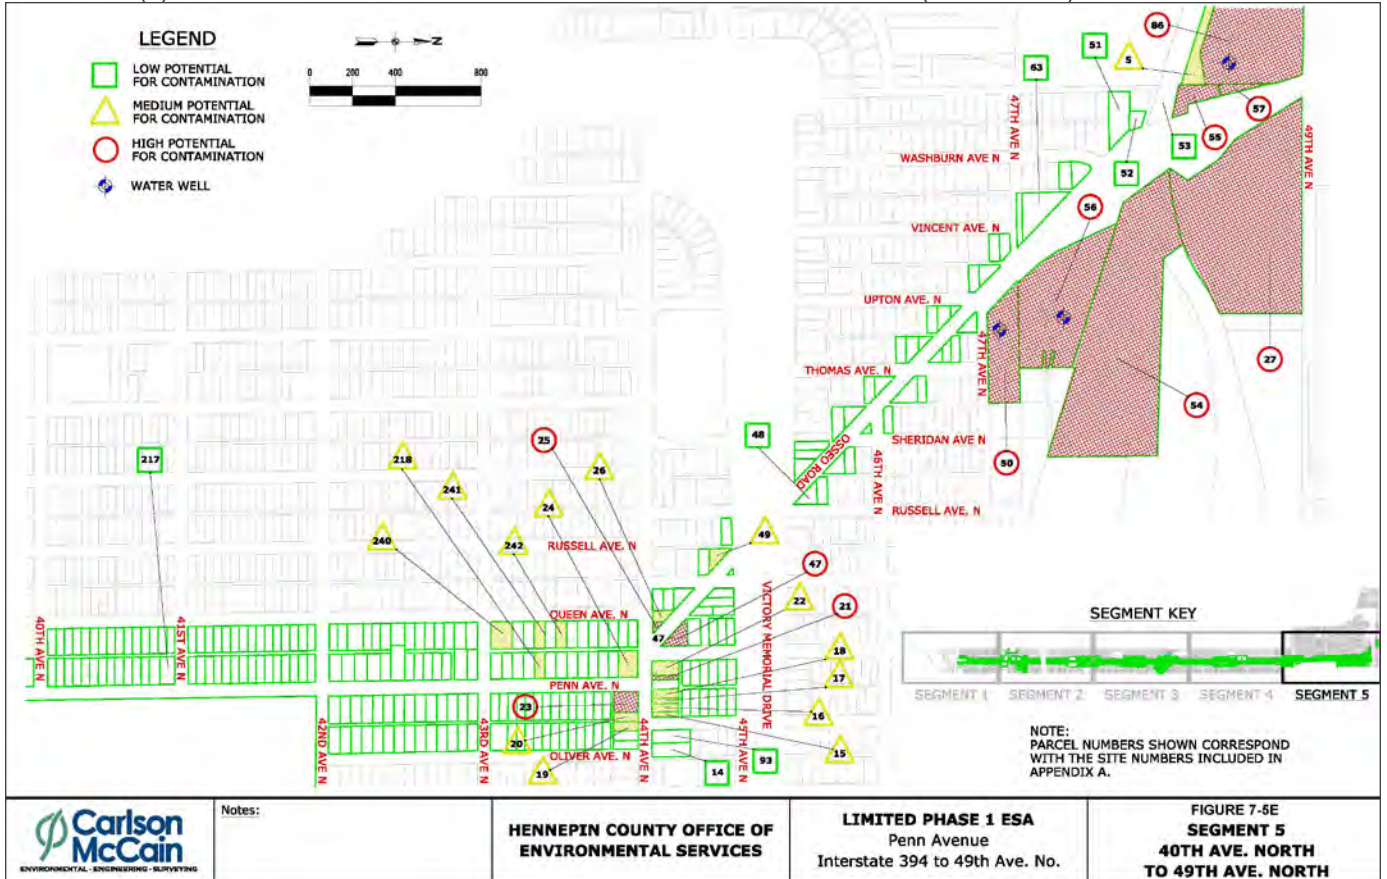 LEGEND
LOW POTENTIAL
FOR CONTAMINATION
MEDIUM POTENTIAL
FOR CONTAMINATION
HIGH POTENTIAL
FOR CONTAMINATION
WATER WELL
N
0 200 400 800
86
51
5
63
57
55
53
52
47TH AVE N
49TH AVE N
WASHBURN AVE N
56
VINCENT AVE. N
UPTON AVE. N
47TH AVE N
27
THOMAS AVE. N
54
48
OSSEO ROAD
SHERIDAN AVE N
50
46TH AVE N
RUSSELL AVE. N
217
218
25
26
241
24
240
242
RUSSELL AVE. N
49
47
VICTORY MEMORIAL DRIVE
22
21
QUEEN AVE. N
47
18
17
40TH AVE N
41ST AVE N
PENN AVE. N
23
16
20
OLIVER AVE. N
15
19
42ND AVE N
43RD AVE N
44TH AVE N
45TH AVE N
93
14
SEGMENT KEY
SEGMENT 1
SEGMENT 2
SEGMENT 3
SEGMENT 4
SEGMENT 5
NOTE:
PARCEL NUMBERS SHOWN CORRESPOND
WITH THE SITE NUMBERS INCLUDED IN
APPENDIX A.
Carlson
McCain
ENVIRONMENTAL · ENGINEERING · SURVEYING
Notes:
HENNEPIN COUNTY OFFICE OF
ENVIRONMENTAL SERVICES
LIMITED PHASE 1 ESA
Penn Avenue
Interstate 394 to 49th Ave. No.
FIGURE 7-5E
SEGMENT 5
40TH AVE. NORTH
TO 49TH AVE. NORTH